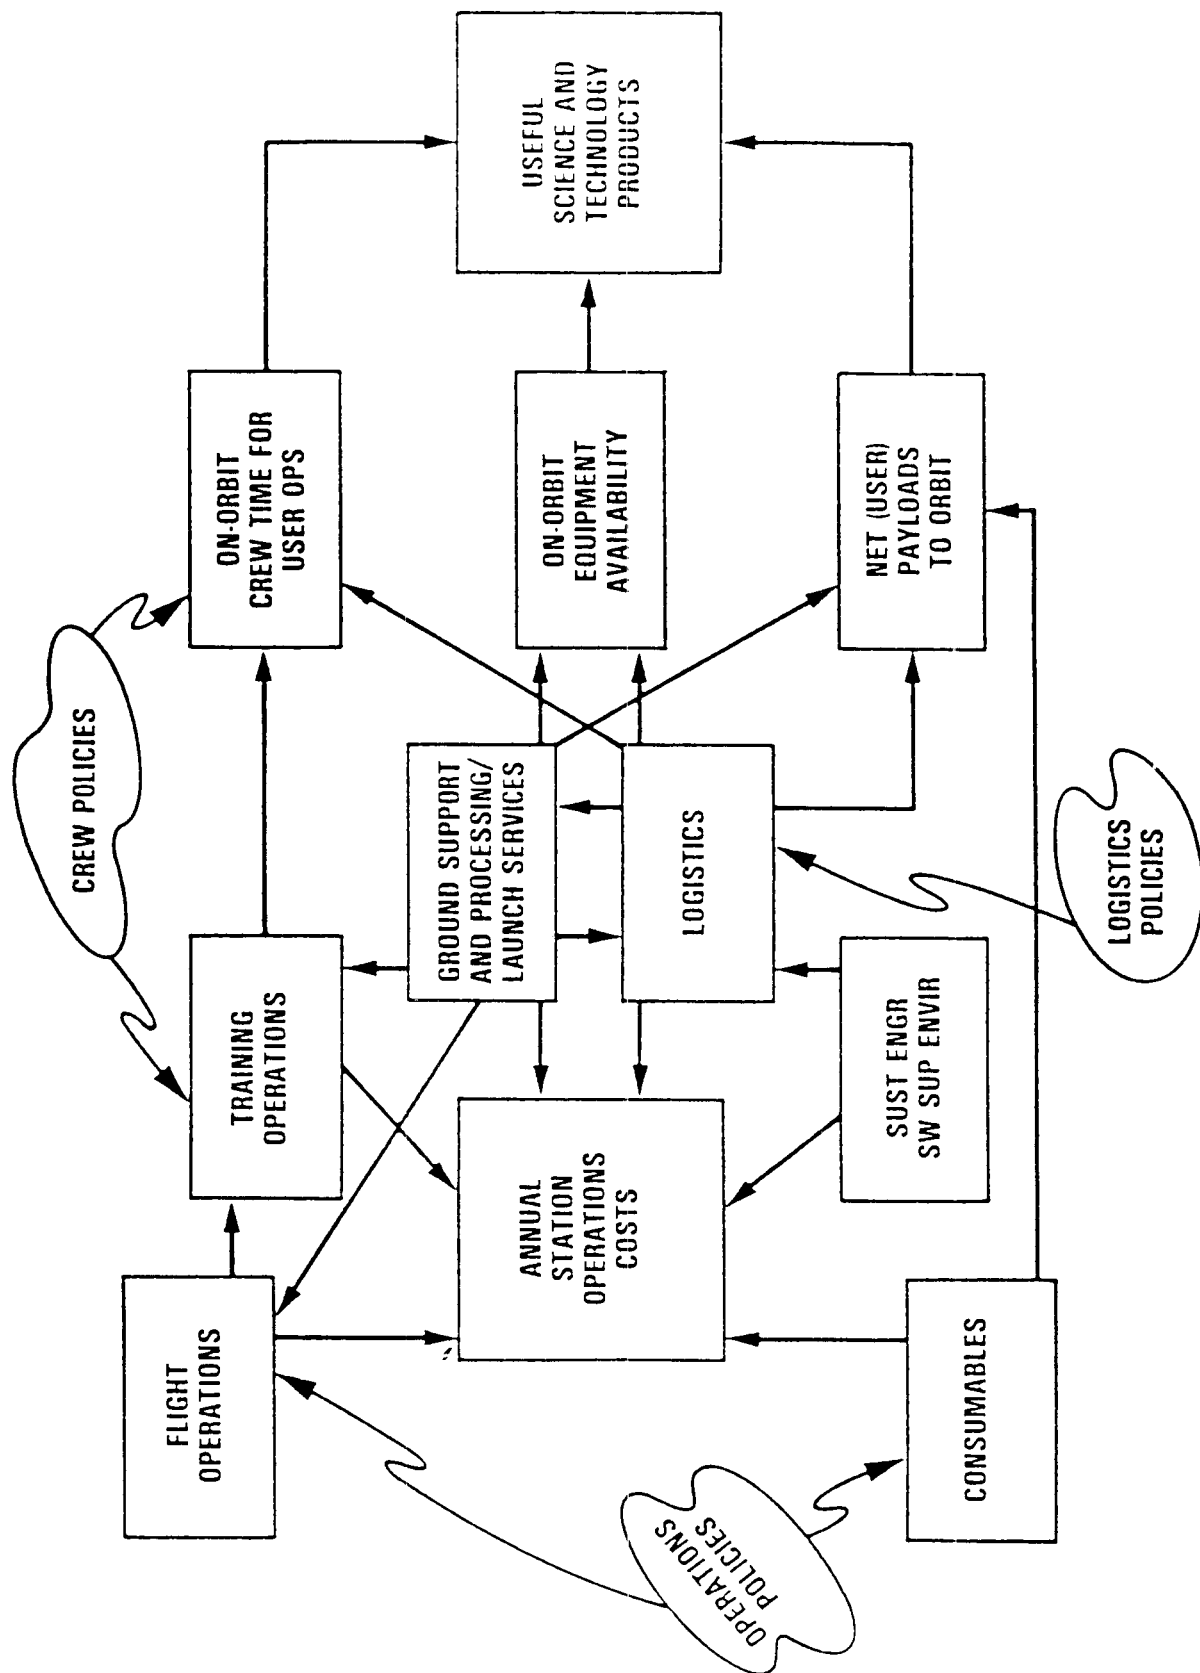 CREW POLICIES
FLIGHT
OPERATIONS
TRAINING
OPERATIONS
ON-ORBIT
CREW TIME FOR
USER OPS
GROUND SUPPORT
AND PROCESSING/
LAUNCH SERVICES
OPERATIONS
POLICIES
ANNUAL
STATION
OPERATIONS
COSTS
LOGISTICS
ON-ORBIT
EQUIPMENT
AVAILABILITY
USEFUL
SCIENCE AND
TECHNOLOGY
PRODUCTS
CONSUMABLES
SUST ENGR
SW SUP ENVIR
NET (USER)
PAYLOADS
TO ORBIT
LOGISTICS
POLICIES